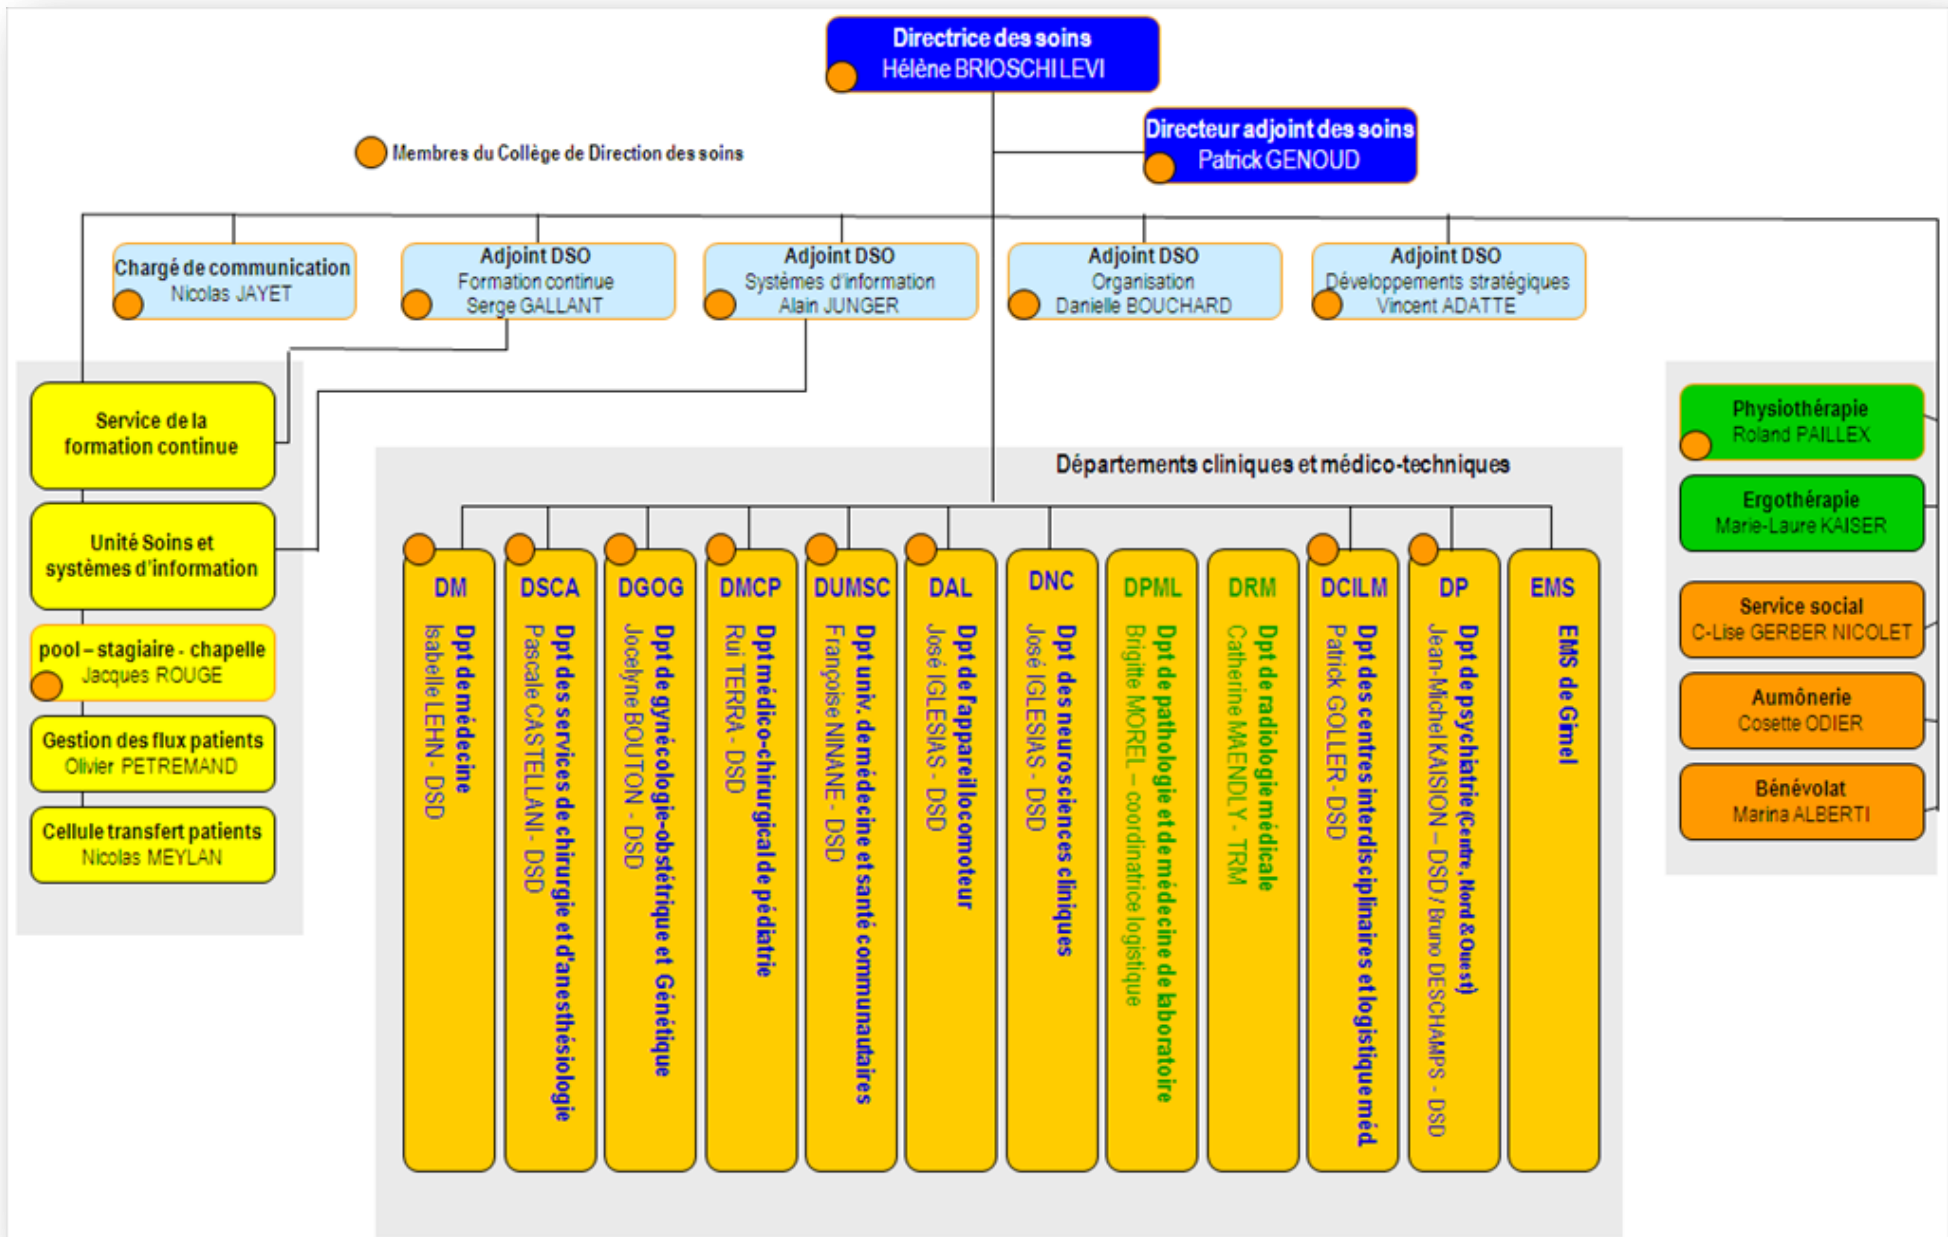 Directrice des soins
Hélène BRIOSCHI LEVI
Directeur adjoint des soins
Patrick GENOUD
Membres du Collège de Direction des soins
Chargé de communication
Nicolas JAYET
Adjoint DSO
Formation continue
Serge GALLANT
Adjoint DSO
Systèmes d'information
Alain JUNGER
Adjoint DSO
Organisation
Danielle BOUCHARD
Adjoint DSO
Développements stratégiques
Vincent ADATTE
Service de la
formation continue
Unité Soins et
systèmes d'information
pool – stagiaire - chapelle
Jacques ROUGE
Gestion des flux patients
Olivier PETREMAND
Cellule transfert patients
Nicolas MEYLAN
Départements cliniques et médico-techniques
DM
Dpt de médecine
Isabelle LEHN - DSD
DSCA
Dpt des services de chirurgie et d'anesthésiologie
Pascale CASTELLANI - DSD
DGOG
Dpt de gynécologie-obstétrique et Génétique
Jocelyne BOUTON - DSD
DMCP
Dpt médico-chirurgical de pédiatrie
Rui TERRA - DSD
DUMSC
Dpt univ. de médecine et santé communautaires
Françoise NINANE - DSD
DAL
Dpt de l'appareil locomoteur
José IGLESIAS - DSD
DNC
Dpt des neurosciences cliniques
José IGLESIAS - DSD
DPML
Dpt de pathologie et de médecine de laboratoire
Brigitte MOREL – coordinatrice logistique
DRM
Dpt de radiologie médicale
Catherine MAENDLY - TRM
DCILM
Dpt des centres interdisciplinaires et logistique méd.
Patrick GOLLER - DSD
DP
Dpt de psychiatrie (Centre, Nord & Ouest)
Jean-Michel KAISION – DSD / Bruno DESCHAMPS - DSD
EMS
EMS de Gimel
Physiothérapie
Roland PAILLEX
Ergothérapie
Marie-Laure KAISER
Service social
C-Lise GERBER NICOLET
Aumônerie
Cosette ODIER
Bénévolat
Marina ALBERTI